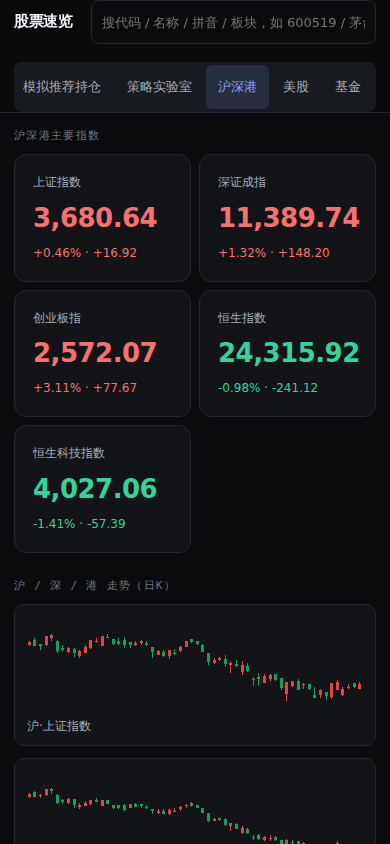 股票速览
搜代码 / 名称 / 拼音 / 板块，如 600519 / 茅台
模拟推荐持仓 策略实验室 沪深港 美股 基金
沪深港主要指数
上证指数
3,680.64
+0.46% · +16.92
深证成指
11,389.74
+1.32% · +148.20
创业板指
2,572.07
+3.11% · +77.67
恒生指数
24,315.92
-0.98% · -241.12
恒生科技指数
4,027.06
-1.41% · -57.39
沪 / 深 / 港 走势（日K）
沪·上证指数